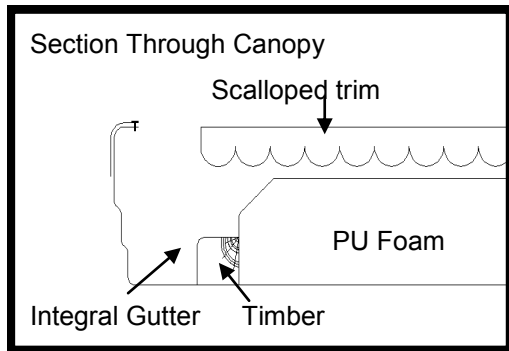 Section Through Canopy
Scalloped trim
PU Foam
Integral Gutter
Timber